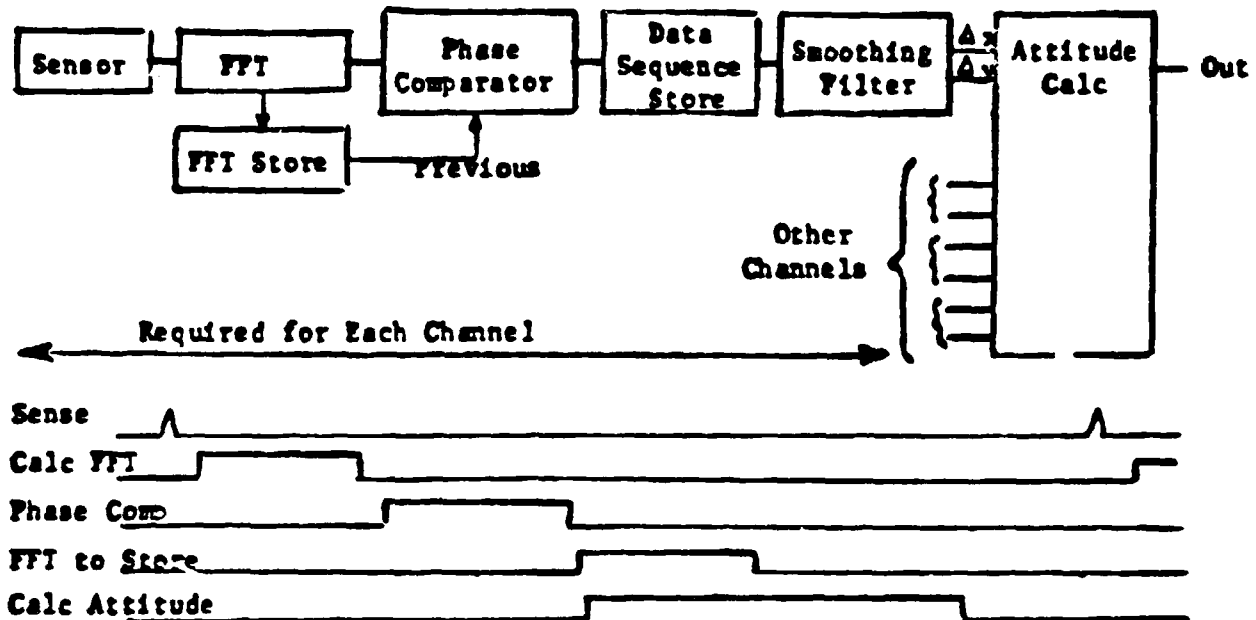 Sensor
FFT
Phase
Comparator
Data
Sequence
Store
Smoothing
Filter
Δx
Δy
Attitude
Calc
Out
FFT Store
Previous
Other
Channels
Required for Each Channel
Sense
Calc FFT
Phase Comp
FFT to Store
Calc Attitude